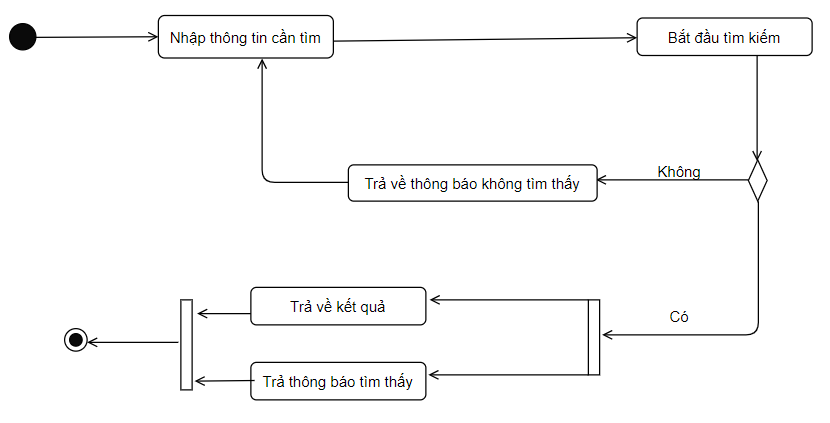 Nhập thông tin cần tìm
Bắt đầu tìm kiếm
Không
Trả về thông báo không tìm thấy
Trả về kết quả
Có
Trả thông báo tìm thấy